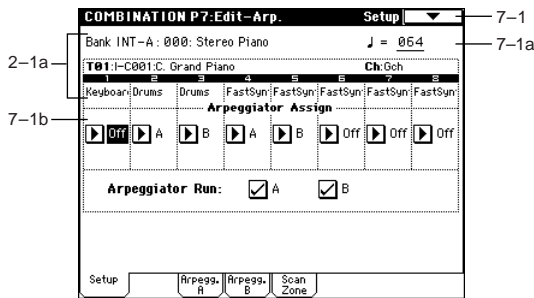 COMBINATION P7:Edit-Arp. Setup 7–1
Bank INT-A: 000: Stereo Piano ♩ = 064 7–1a
2–1a
T01:I-C001:C. Grand Piano Ch:Gch
1 2 3 4 5 6 7 8
Keyboar Drums Drums FastSyn FastSyn FastSyn FastSyn FastSyn
Arpeggiator Assign
7–1b
Off A B A B Off Off Off
Arpeggiator Run: A B
Setup Arpegg. A Arpegg. B Scan Zone